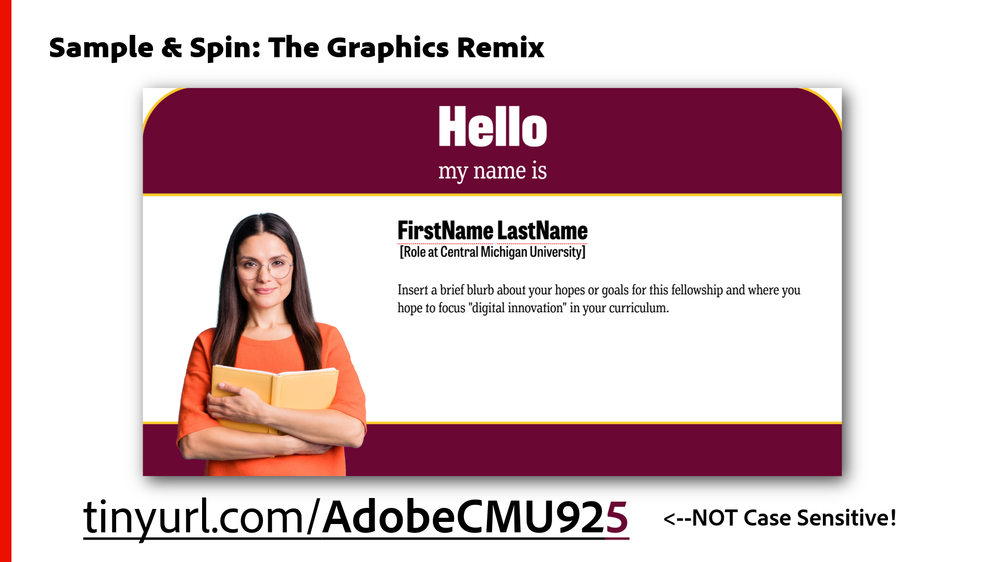 Sample & Spin: The Graphics Remix
Hello
my name is
FirstName LastName
[Role at Central Michigan University]
Insert a brief blurb about your hopes or goals for this fellowship and where you
hope to focus "digital innovation" in your curriculum.
tinyurl.com/AdobeCMU925 <--NOT Case Sensitive!